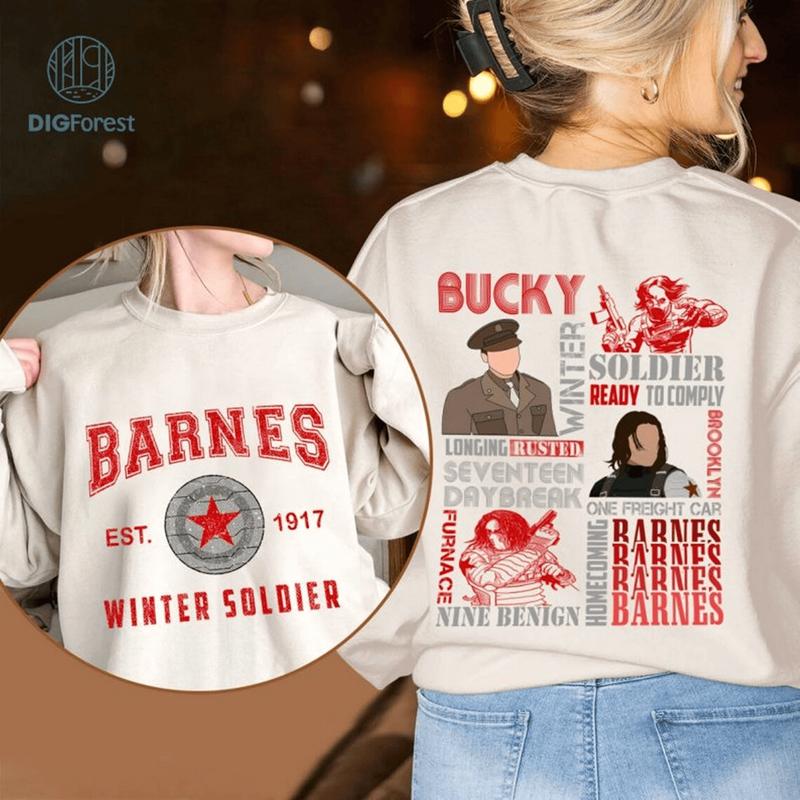 DIGForest
BARNES
EST. 1917
WINTER SOLDIER
BUCKY
WINTER
SOLDIER
READY TO COMPLY
LONGING RUSTED
BROOKLYN
SEVENTEEN
DAYBREAK
ONE FREIGHT CAR
FURNACE
HOMECOMING
BARNES
BARNES
BARNES
BARNES
NINE BENIGN